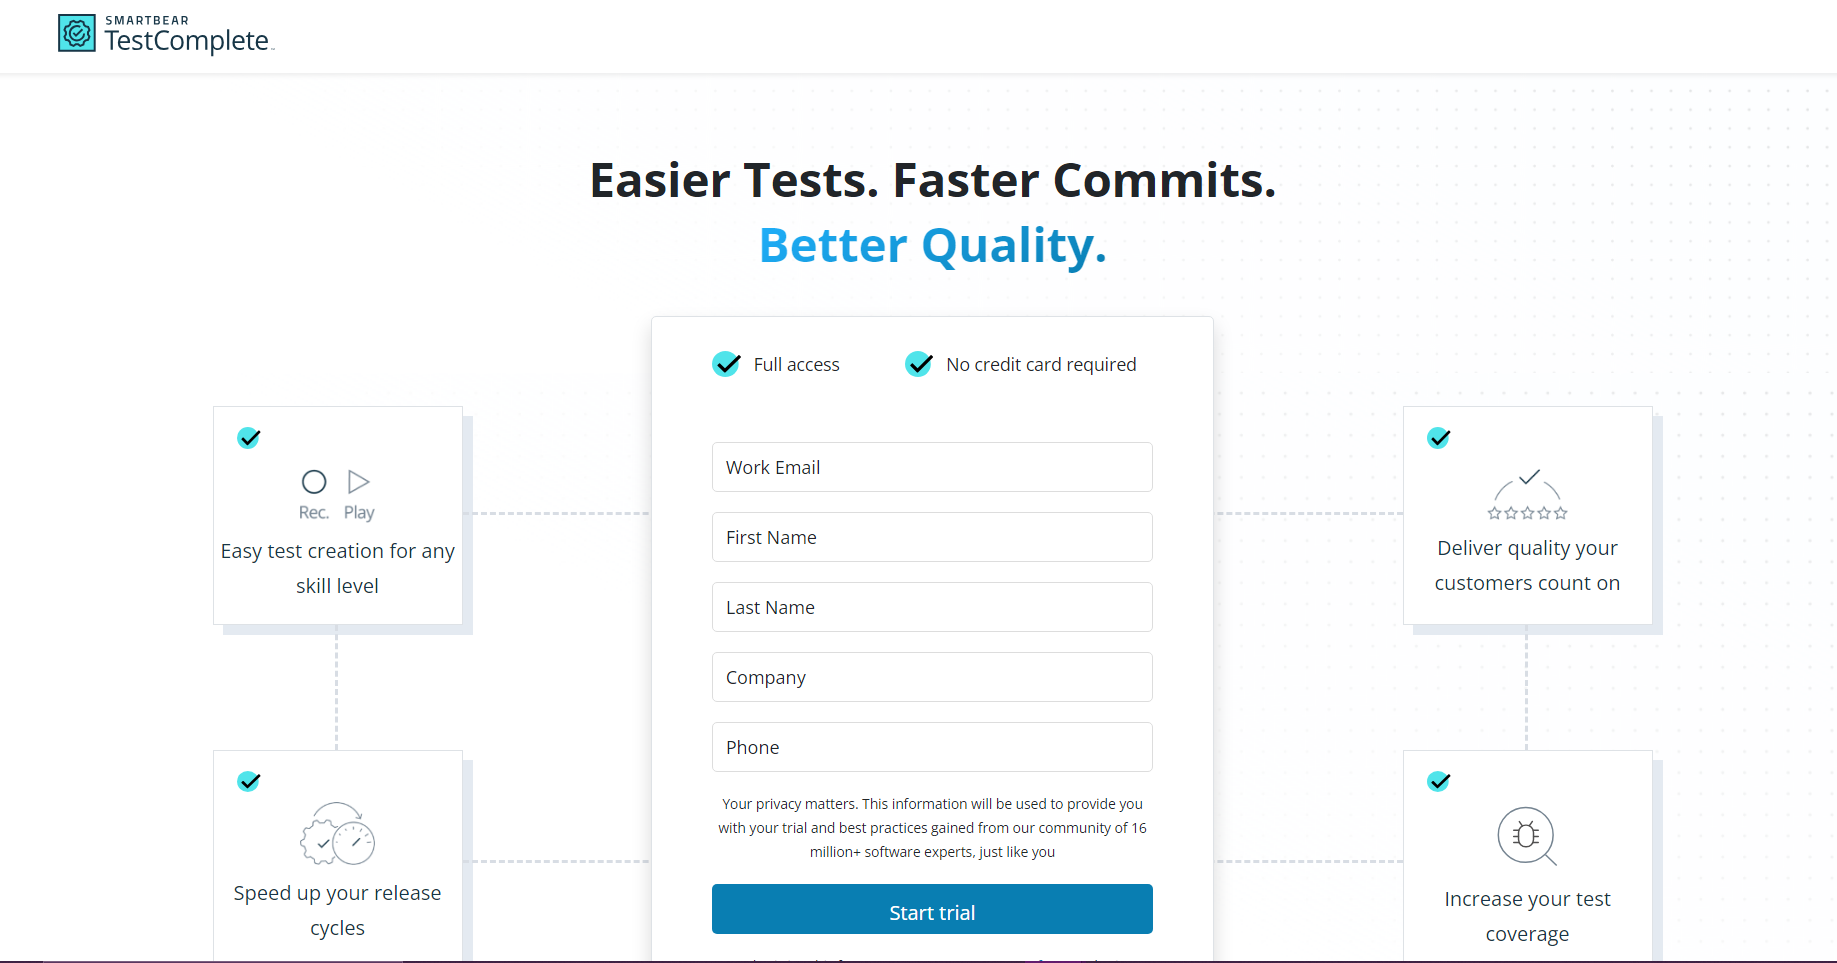 SMARTBEAR
TestComplete
Easier Tests. Faster Commits.
Better Quality.
Full access
No credit card required
Work Email
First Name
Last Name
Company
Phone
Your privacy matters. This information will be used to provide you
with your trial and best practices gained from our community of 16
million+ software experts, just like you
Start trial
Rec. Play
Easy test creation for any
skill level
Speed up your release
cycles
Deliver quality your
customers count on
Increase your test
coverage